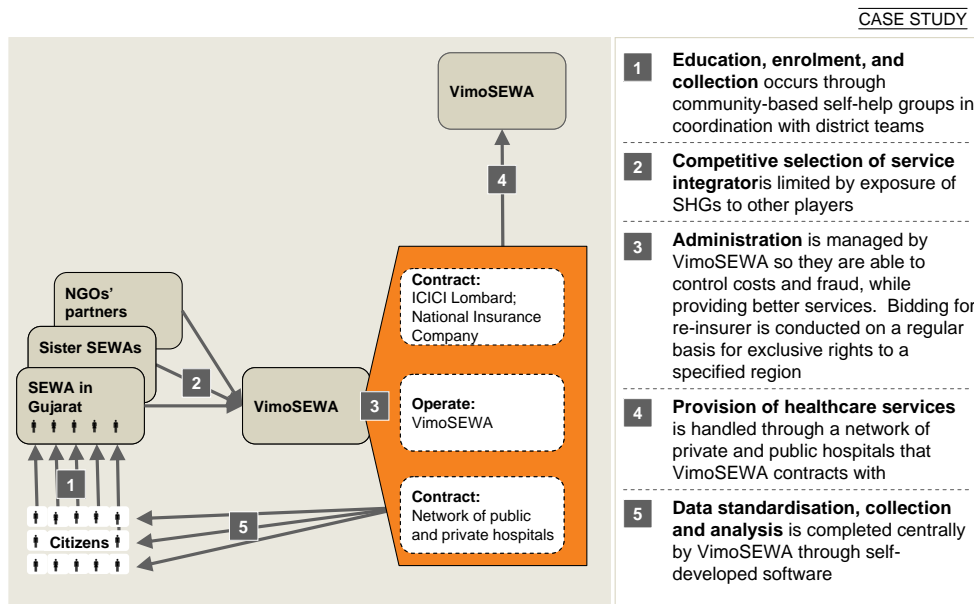 CASE STUDY
VimoSEWA
4
NGOs'
partners
Sister SEWAs
SEWA in
Gujarat
2
VimoSEWA
3
Contract:
ICICI Lombard;
National Insurance
Company
Operate:
VimoSEWA
Contract:
Network of public
and private hospitals
1
5
Citizens
1
Education, enrolment, and
collection occurs through
community-based self-help groups in
coordination with district teams
2
Competitive selection of service
integratoris limited by exposure of
SHGs to other players
3
Administration is managed by
VimoSEWA so they are able to
control costs and fraud, while
providing better services. Bidding for
re-insurer is conducted on a regular
basis for exclusive rights to a
specified region
4
Provision of healthcare services
is handled through a network of
private and public hospitals that
VimoSEWA contracts with
5
Data standardisation, collection
and analysis is completed centrally
by VimoSEWA through self-
developed software